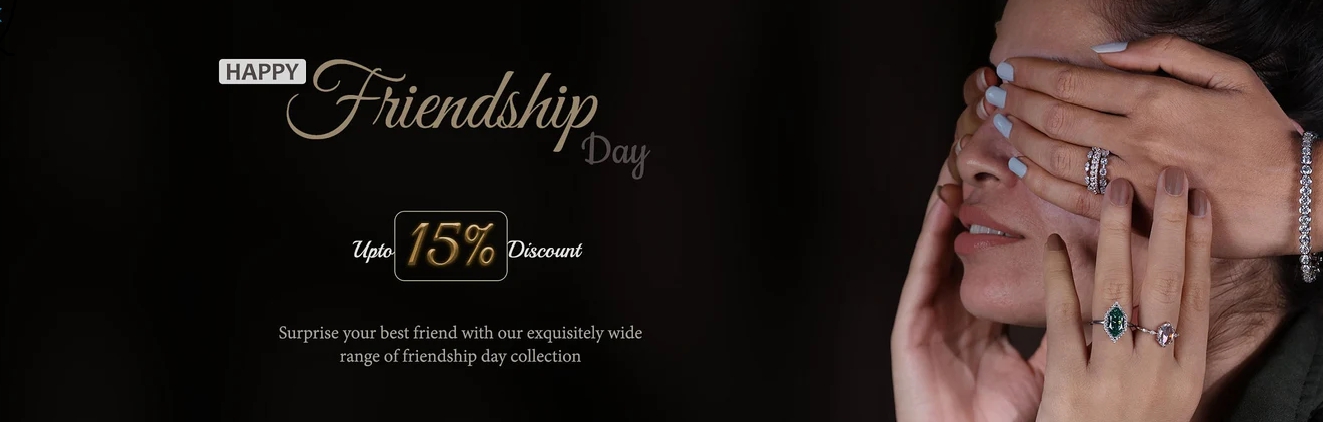 HAPPY
Friendship
Day
Upto 15% Discount
Surprise your best friend with our exquisitely wide
range of friendship day collection